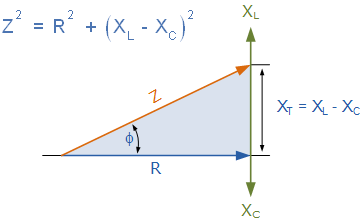 Z² = R² + (X_L - X_C)²
X_L
Z
X_T = X_L - X_C
ϕ
R
X_C